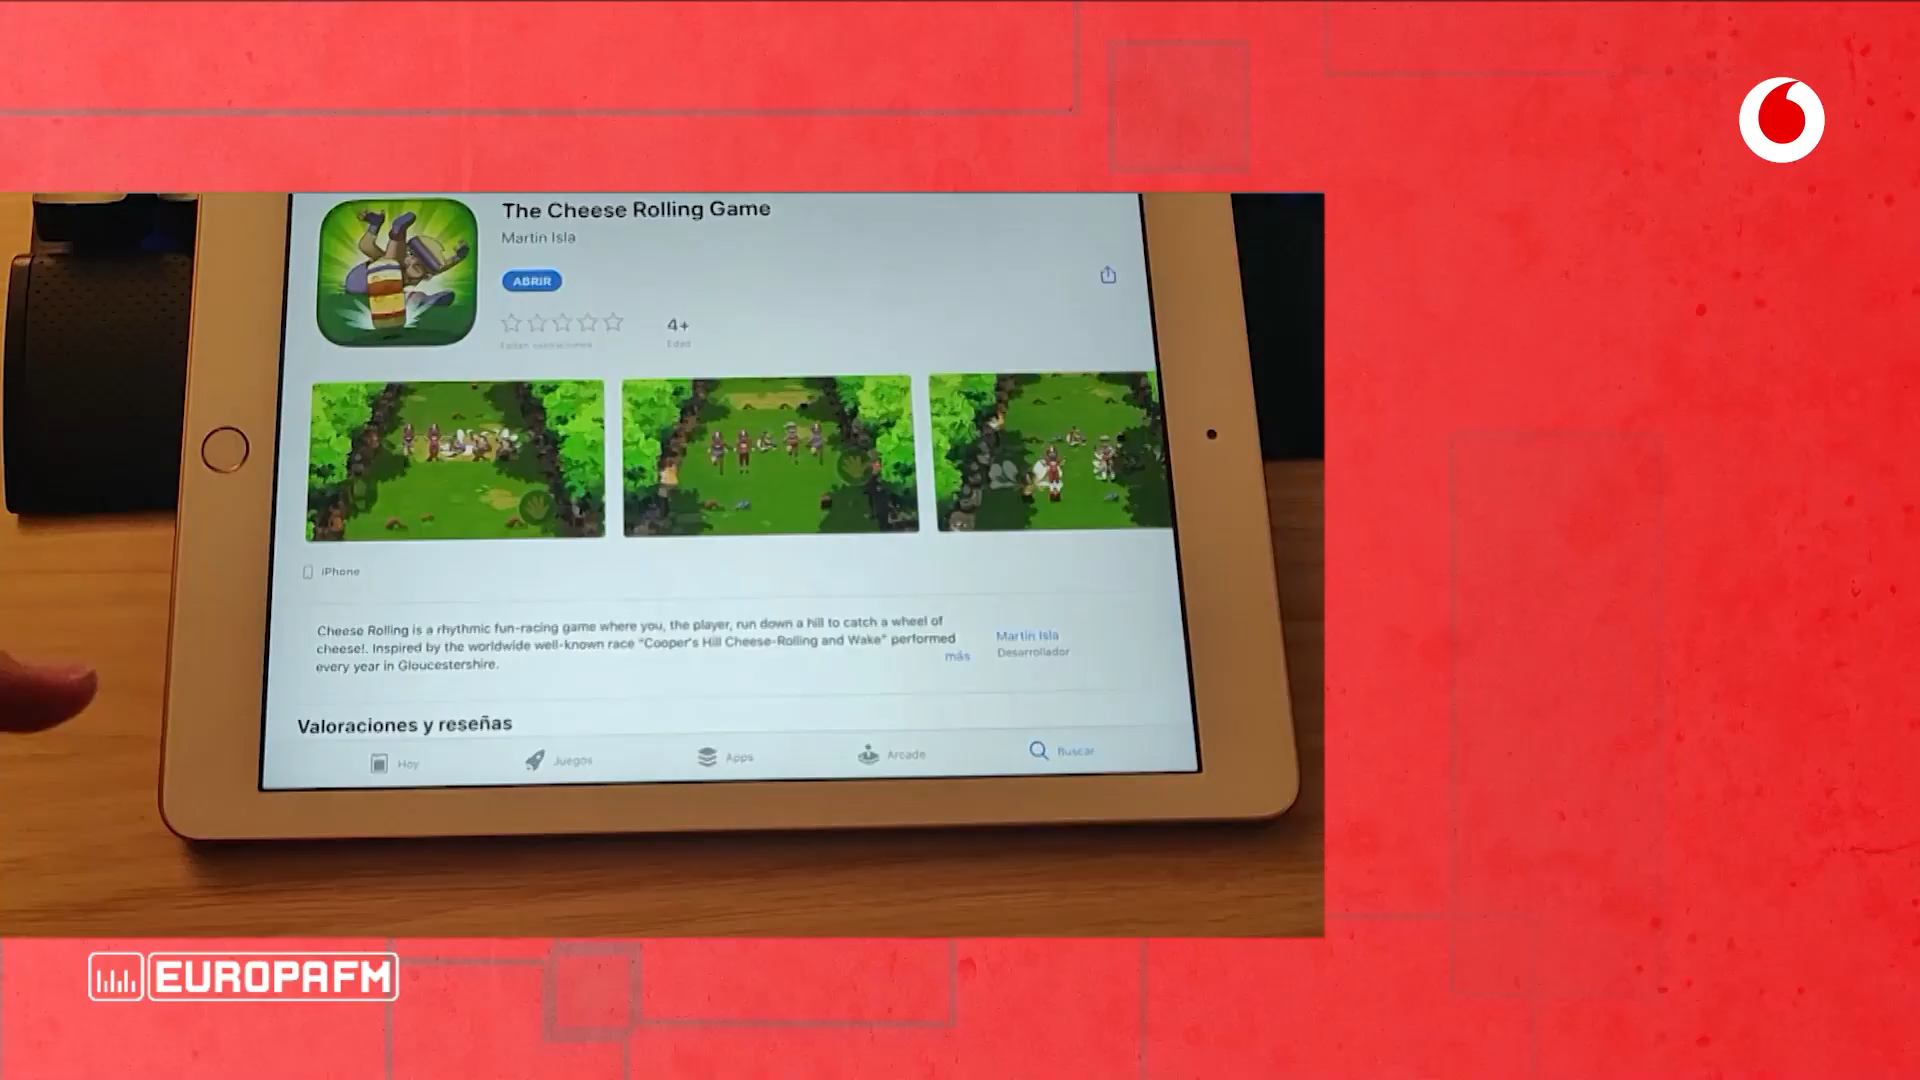 The Cheese Rolling Game
Martin Isla
ABRIR
4+
Edad
iPhone
Cheese Rolling is a rhythmic fun-racing game where you, the player, run down a hill to catch a wheel of
cheese!. Inspired by the worldwide well-known race "Cooper's Hill Cheese-Rolling and Wake" performed
every year in Gloucestershire.
más
Martin Isla
Desarrollador
Valoraciones y reseñas
Hoy
Juegos
Apps
Arcade
Buscar
EUROPAFM